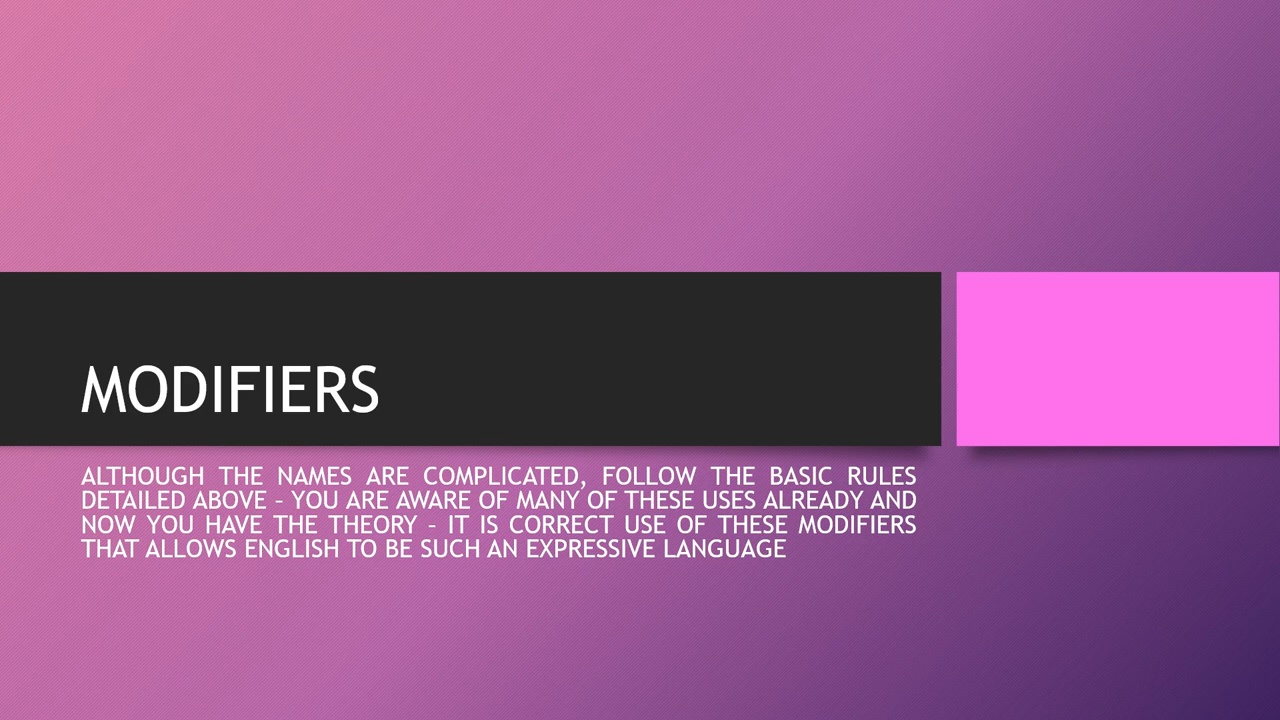 MODIFIERS
ALTHOUGH THE NAMES ARE COMPLICATED, FOLLOW THE BASIC RULES
DETAILED ABOVE – YOU ARE AWARE OF MANY OF THESE USES ALREADY AND
NOW YOU HAVE THE THEORY – IT IS CORRECT USE OF THESE MODIFIERS
THAT ALLOWS ENGLISH TO BE SUCH AN EXPRESSIVE LANGUAGE